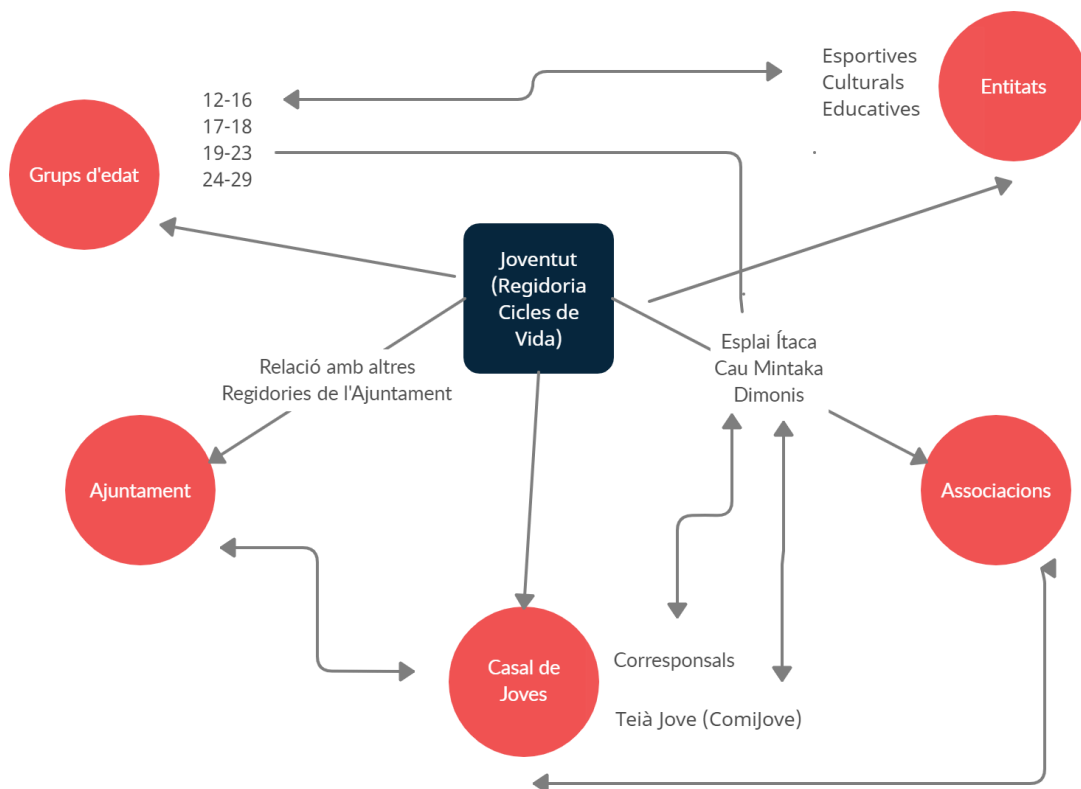 Esportives
Culturals
Educatives
Entitats
12-16
17-18
19-23
24-29
Grups d'edat
Joventut
(Regidoria
Cicles de
Vida)
Esplai Ítaca
Cau Mintaka
Dimonis
Relació amb altres
Regidories de l'Ajuntament
Ajuntament
Associacions
Casal de
Joves
Corresponsals
Teià Jove (ComiJove)